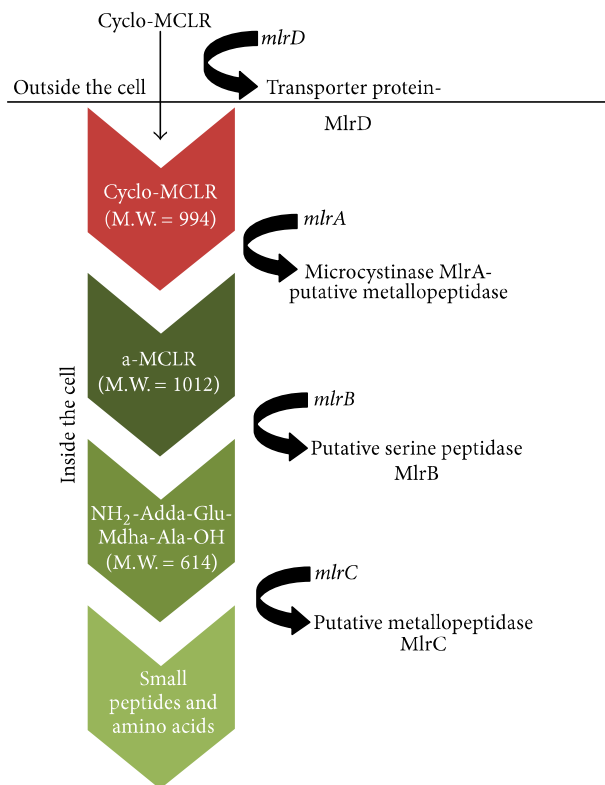 Cyclo-MCLR
mlrD
Outside the cell
Transporter protein-
MlrD
Cyclo-MCLR
(M.W. = 994)
mlrA
Microcystinase MlrA-
putative metallopeptidase
a-MCLR
(M.W. = 1012)
Inside the cell
mlrB
Putative serine peptidase
MlrB
NH₂-Adda-Glu-
Mdha-Ala-OH
(M.W. = 614)
mlrC
Putative metallopeptidase
MlrC
Small
peptides and
amino acids